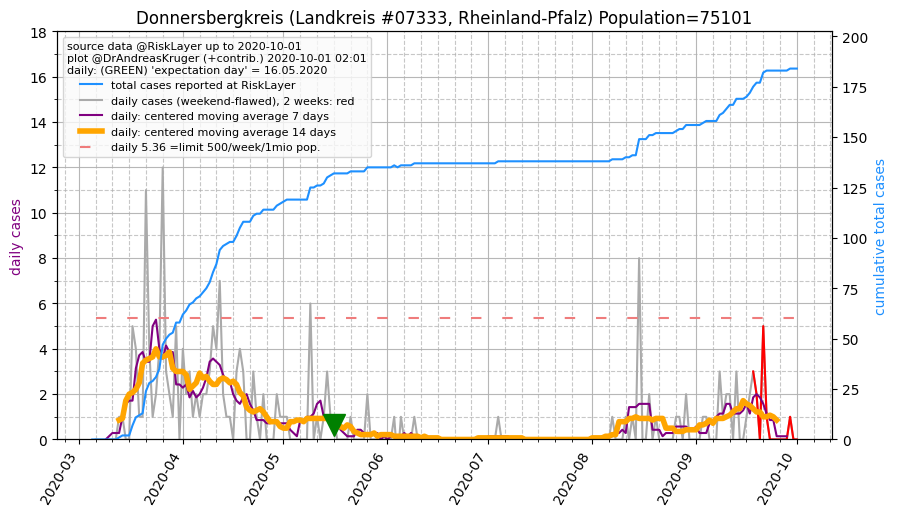 Donnersbergkreis (Landkreis #07333, Rheinland-Pfalz) Population=75101
source data @RiskLayer up to 2020-10-01
plot @DrAndreasKruger (+contrib.) 2020-10-01 02:01
daily: (GREEN) 'expectation day' = 16.05.2020
total cases reported at RiskLayer
daily cases (weekend-flawed), 2 weeks: red
daily: centered moving average 7 days
daily: centered moving average 14 days
daily 5.36 =limit 500/week/1mio pop.
daily cases
18
16
14
12
10
8
6
4
2
0
cumulative total cases
200
175
150
125
100
75
50
25
0
2020-03
2020-04
2020-05
2020-06
2020-07
2020-08
2020-09
2020-10